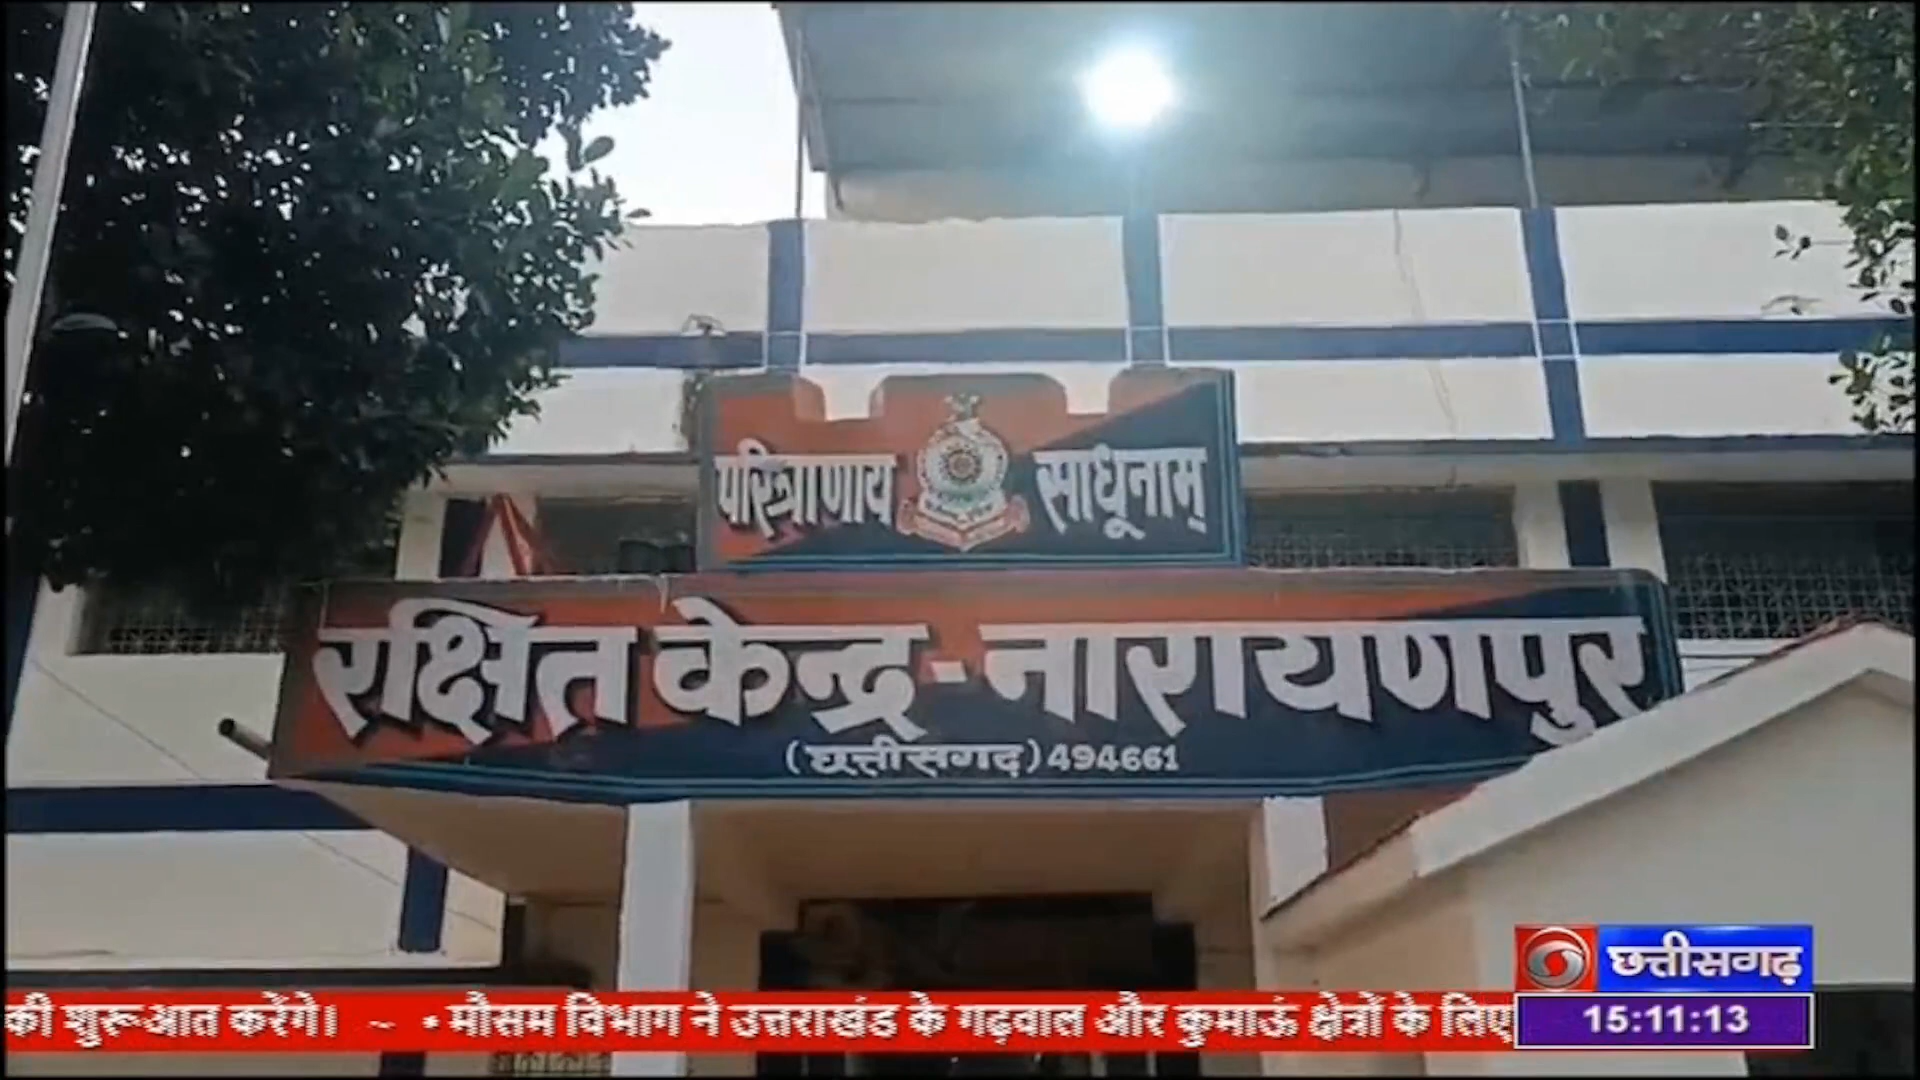 परित्राणाय साधूनाम्
रक्षित केन्द्र-नारायणपुर
(छत्तीसगढ़) 494661
छत्तीसगढ़
की शुरूआत करेंगे। ~ • मौसम विभाग ने उत्तराखंड के गढ़वाल और कुमाऊं क्षेत्रों के लिए
15:11:13